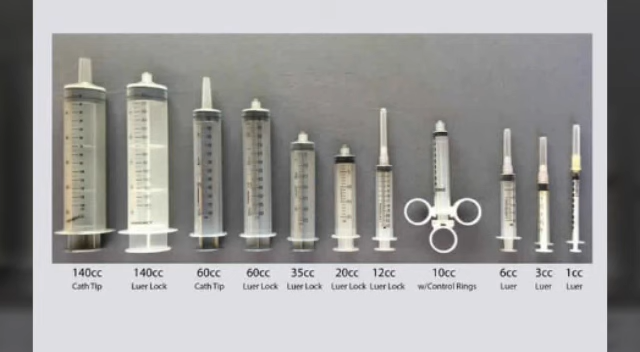 140cc 140cc 60cc 60cc 35cc 20cc 12cc 10cc 6cc 3cc 1cc
Cath Tip Luer Lock Cath Tip Luer Lock Luer Lock Luer Lock Luer Lock w/Control Rings Luer Luer Luer